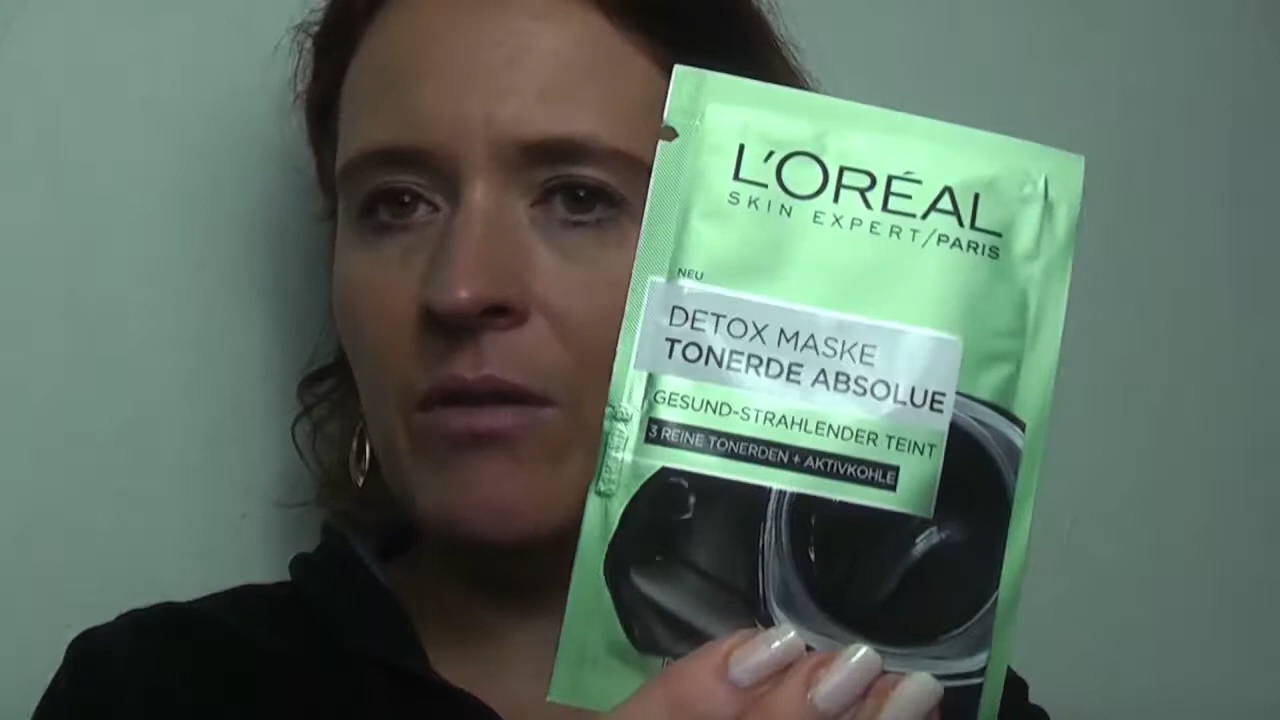 L'ORÉAL
SKIN EXPERT/PARIS
NEU
DETOX MASKE
TONERDE ABSOLUE
GESUND-STRAHLENDER TEINT
3 REINE TONERDEN + AKTIVKOHLE